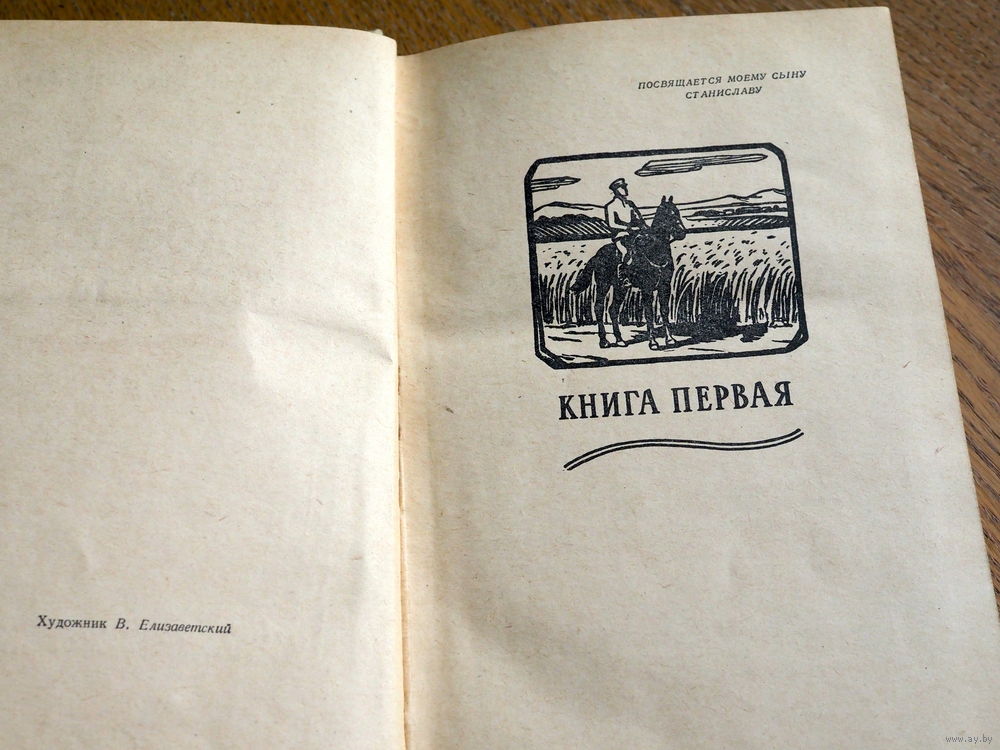 Художник В. Елизаветский
ПОСВЯЩАЕТСЯ МОЕМУ СЫНУ
СТАНИСЛАВУ
КНИГА ПЕРВАЯ
www.ay.by